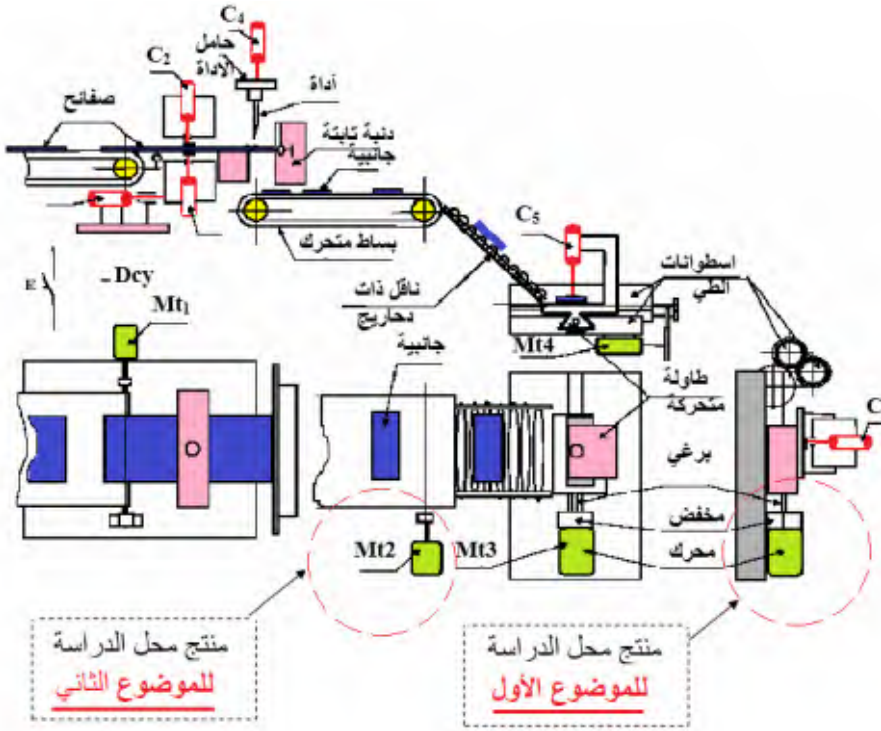 C4
حامل
الأداة
C2
أداة
صفائح
دنبة تابتة
جانبية
C5
بساط متحرك
اسطوانات
الطي
E
Dcy
ناقل ذات
دحاريج
Mt1
جانبية
Mt4
طاولة
متحركة
C
برغي
مخفض
Mt2
Mt3
محرك
منتج محل الدراسة
للموضوع الثاني
منتج محل الدراسة
للموضوع الأول